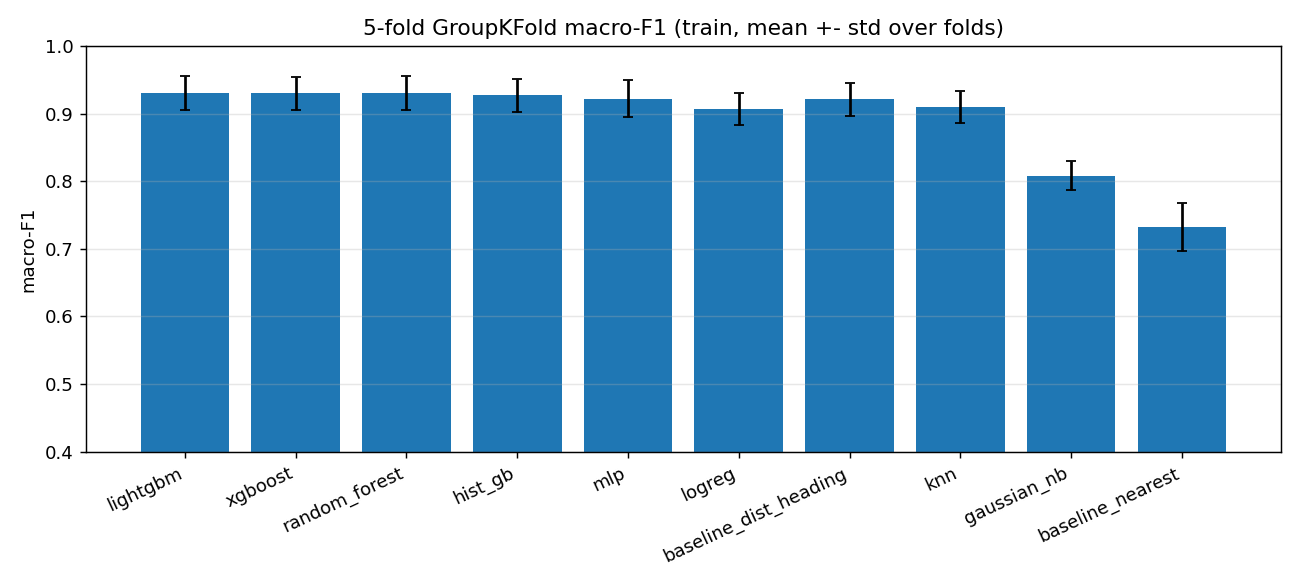 5-fold GroupKFold macro-F1 (train, mean +- std over folds)
macro-F1
1.0
0.9
0.8
0.7
0.6
0.5
0.4
lightgbm
xgboost
random_forest
hist_gb
mlp
logreg
baseline_dist_heading
knn
gaussian_nb
baseline_nearest